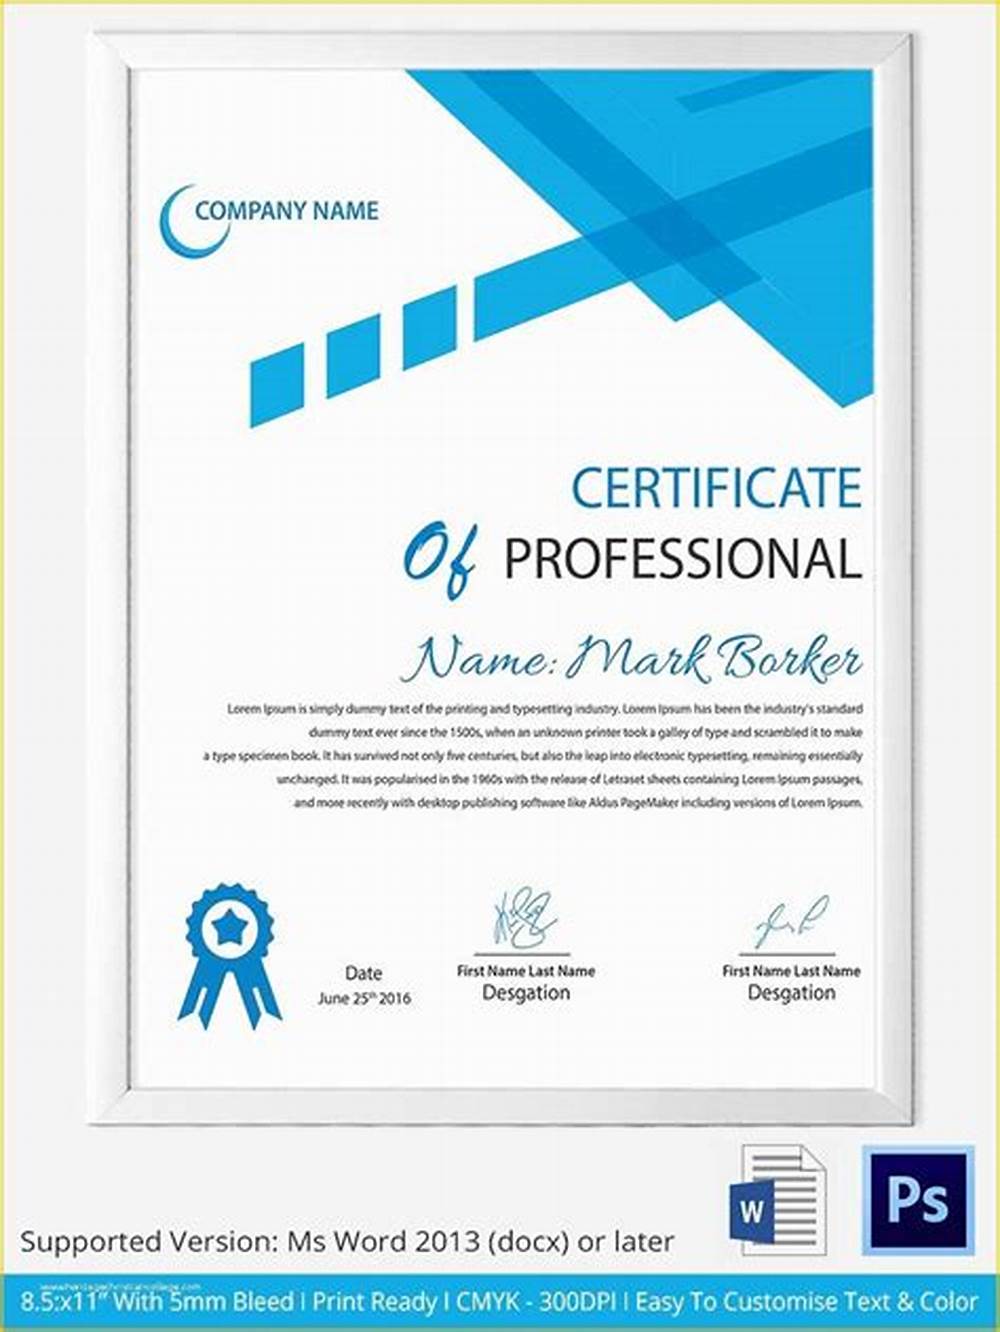 COMPANY NAME
CERTIFICATE
Of PROFESSIONAL
Name: Mark Borker
Lorem Ipsum is simply dummy text of the printing and typesetting industry. Lorem Ipsum has been the industry's standard
dummy text ever since the 1500s, when an unknown printer took a galley of type and scrambled it to make
a type specimen book. It has survived not only five centuries, but also the leap into electronic typesetting, remaining essentially
unchanged. It was popularised in the 1960s with the release of Letraset sheets containing Lorem Ipsum passages,
and more recently with desktop publishing software like Aldus PageMaker including versions of Lorem Ipsum.
Date
June 25th 2016
First Name Last Name
Desgation
First Name Last Name
Desgation
W
Ps
Supported Version: Ms Word 2013 (docx) or later
www.heritagechristiancollege.com
8.5:x11" With 5mm Bleed | Print Ready | CMYK - 300DPI | Easy To Customise Text & Color